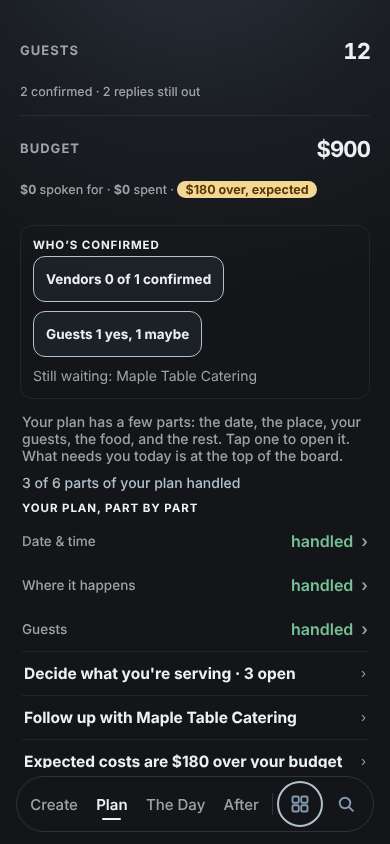 GUESTS 12
2 confirmed · 2 replies still out
BUDGET $900
$0 spoken for · $0 spent · $180 over, expected
WHO'S CONFIRMED
Vendors 0 of 1 confirmed
Guests 1 yes, 1 maybe
Still waiting: Maple Table Catering
Your plan has a few parts: the date, the place, your
guests, the food, and the rest. Tap one to open it.
What needs you today is at the top of the board.
3 of 6 parts of your plan handled
YOUR PLAN, PART BY PART
Date & time handled ›
Where it happens handled ›
Guests handled ›
Decide what you're serving · 3 open ›
Follow up with Maple Table Catering ›
Expected costs are $180 over your budget ›
Create Plan The Day After